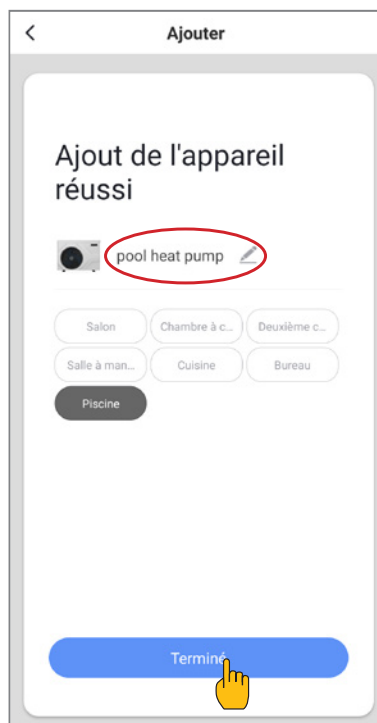 Ajouter
Ajout de l'appareil
réussi
pool heat pump
Salon Chambre à c... Deuxième c...
Salle à man... Cuisine Bureau
Piscine
Terminé